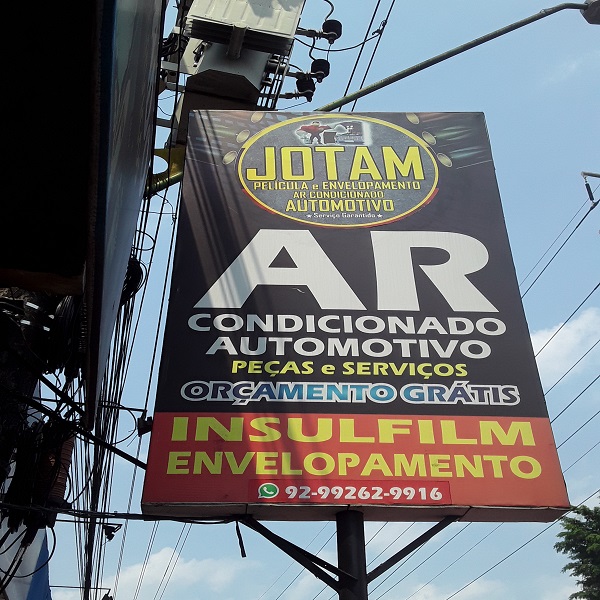 JOTAM
PELÍCULA e ENVELOPAMENTO
AR CONDICIONADO
AUTOMOTIVO
★ Serviço Garantido ★
AR
CONDICIONADO
AUTOMOTIVO
PEÇAS e SERVIÇOS
ORÇAMENTO GRÁTIS
INSULFILM
ENVELOPAMENTO
92-99262-9916